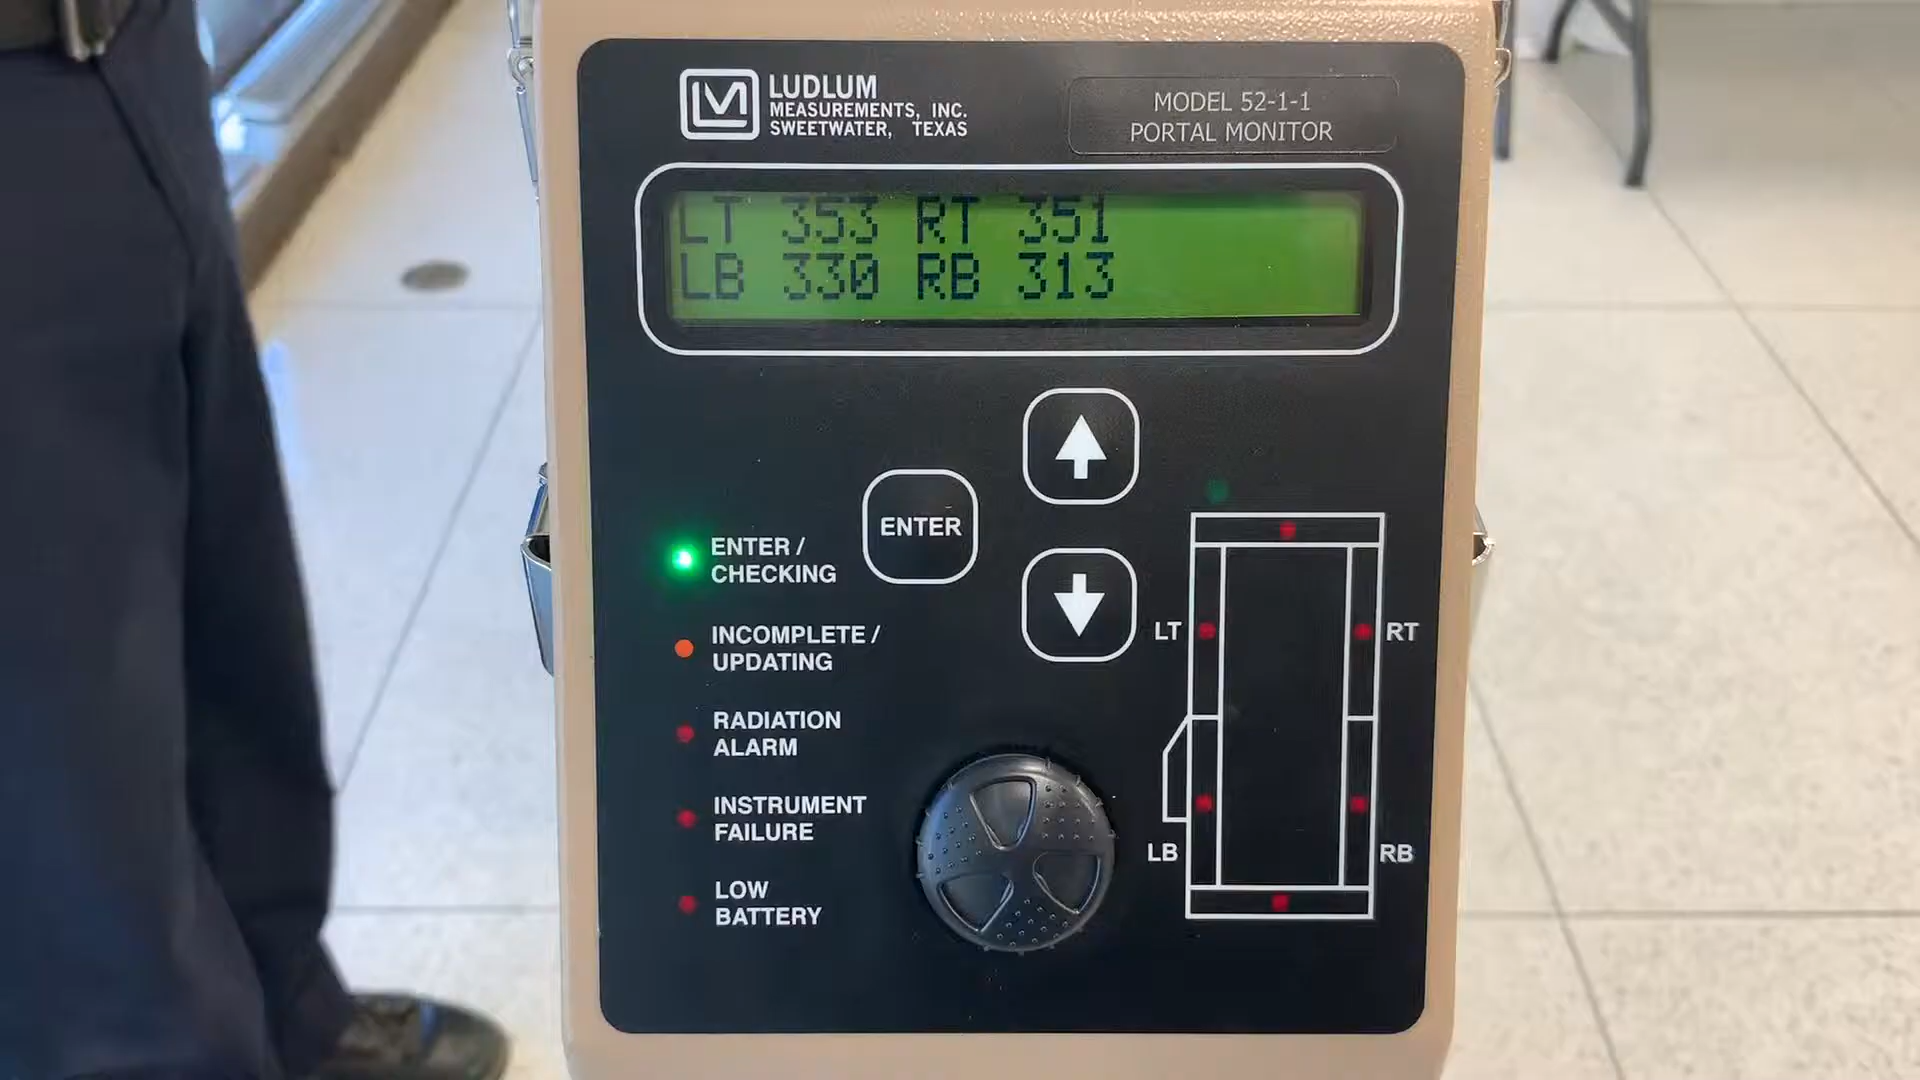 LUDLUM
MEASUREMENTS, INC.
SWEETWATER, TEXAS
MODEL 52-1-1
PORTAL MONITOR
LT 353 RT 351
LB 330 RB 313
ENTER
ENTER /
CHECKING
INCOMPLETE /
UPDATING
RADIATION
ALARM
INSTRUMENT
FAILURE
LOW
BATTERY
LT
RT
LB
RB